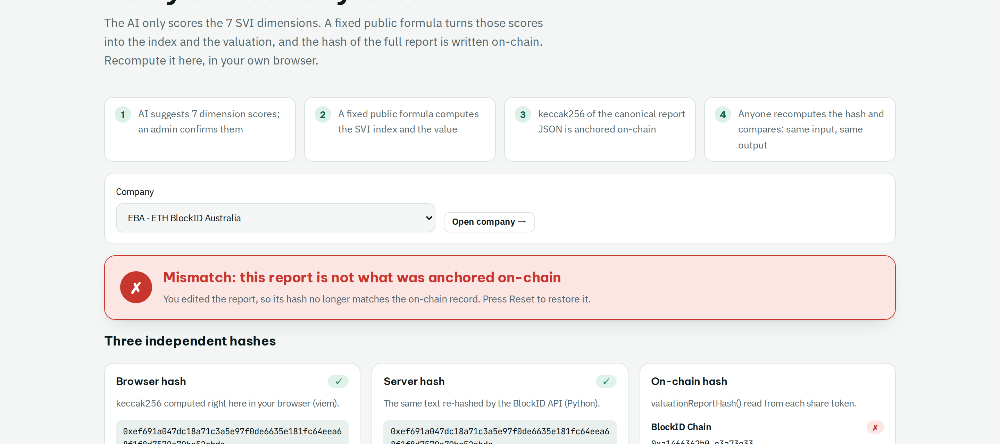 The AI only scores the 7 SVI dimensions. A fixed public formula turns those scores
into the index and the valuation, and the hash of the full report is written on-chain.
Recompute it here, in your own browser.
1 AI suggests 7 dimension scores;
an admin confirms them
2 A fixed public formula computes
the SVI index and the value
3 keccak256 of the canonical report
JSON is anchored on-chain
4 Anyone recomputes the hash and
compares: same input, same
output
Company
EBA · ETH BlockID Australia
Open company →
✗ Mismatch: this report is not what was anchored on-chain
You edited the report, so its hash no longer matches the on-chain record. Press Reset to restore it.
Three independent hashes
Browser hash ✓
keccak256 computed right here in your browser (viem).
0xef691a047dc18a71c3a5e97f0de6635e181fc64eea6
Server hash ✓
The same text re-hashed by the BlockID API (Python).
0xef691a047dc18a71c3a5e97f0de6635e181fc64eea6
On-chain hash
valuationReportHash() read from each share token.
BlockID Chain ✗